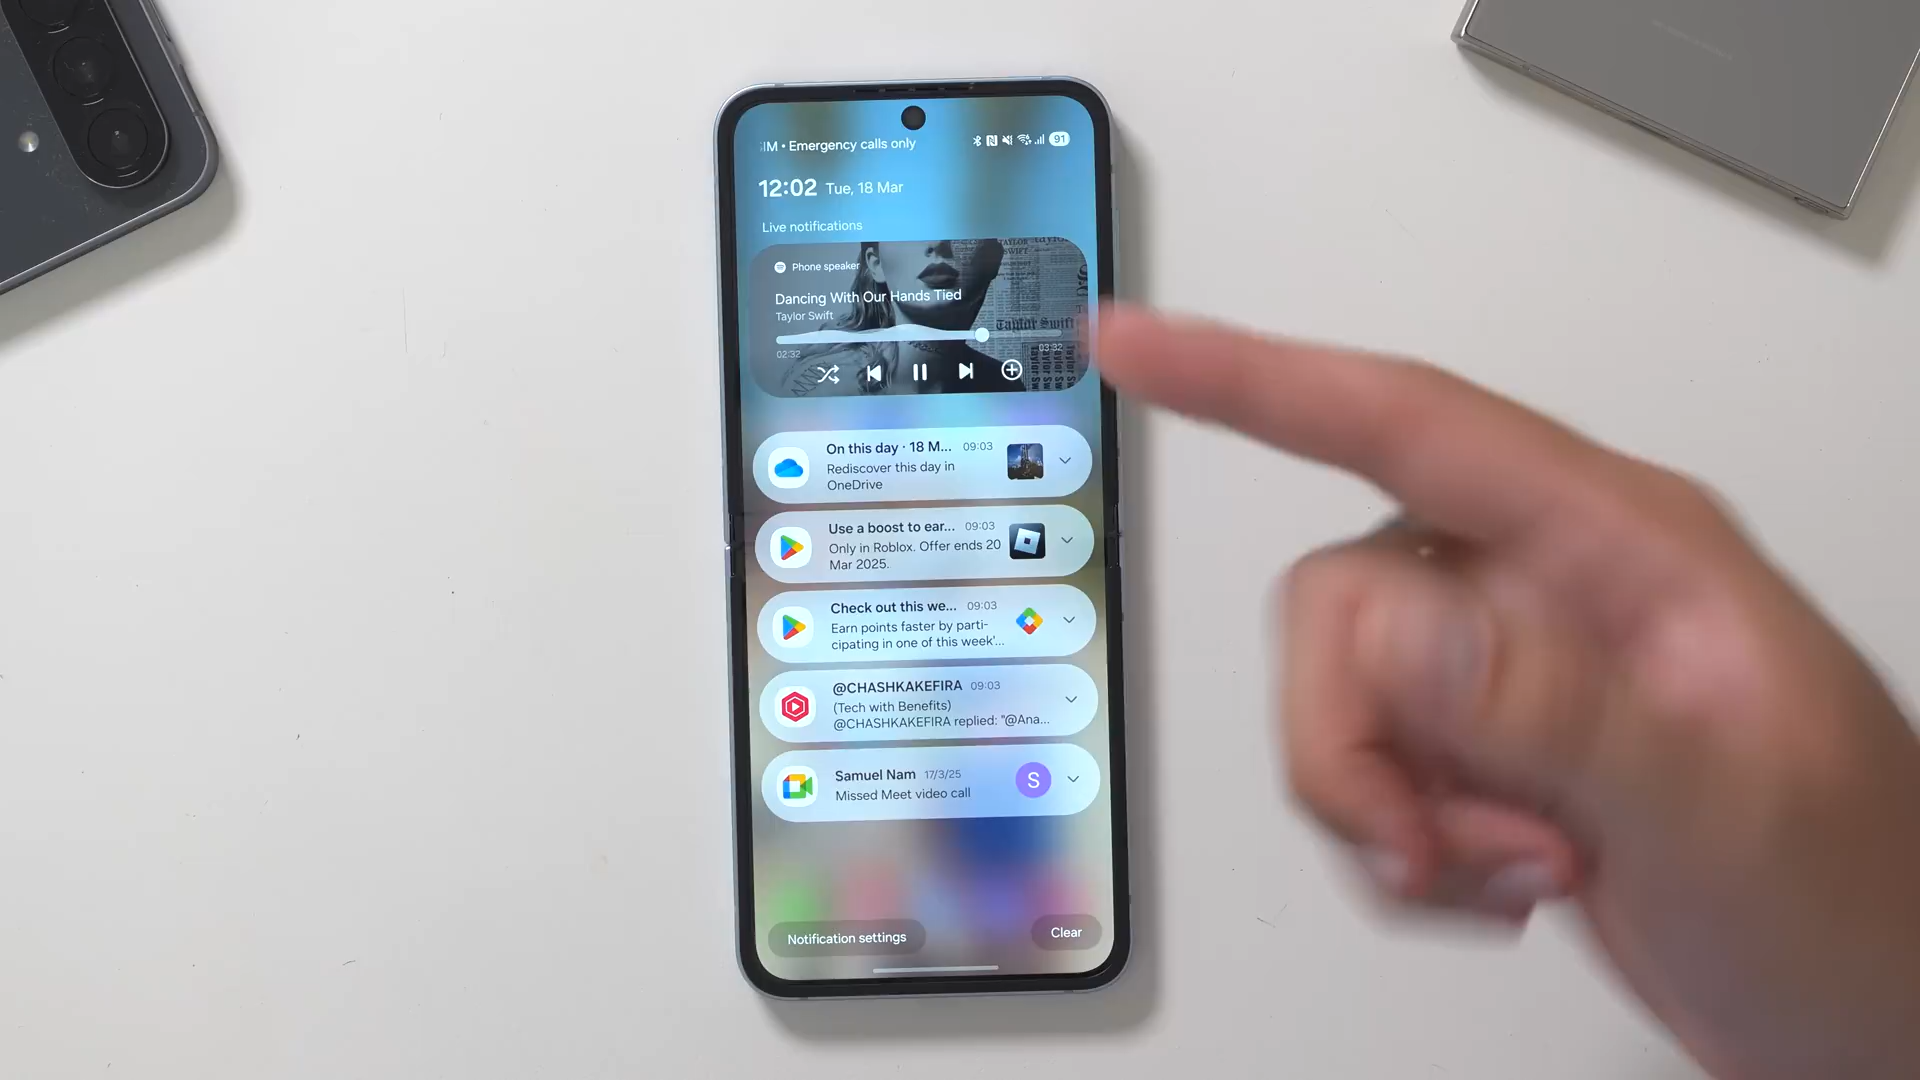 IM • Emergency calls only
91
12:02 Tue, 18 Mar
Live notifications
Phone speaker
Dancing With Our Hands Tied
Taylor Swift
Taylor Swift
02:32
03:32
On this day · 18 M... 09:03
Rediscover this day in
OneDrive
Use a boost to ear... 09:03
Only in Roblox. Offer ends 20
Mar 2025.
Check out this we... 09:03
Earn points faster by parti-
cipating in one of this week'...
@CHASHKAKEFIRA 09:03
(Tech with Benefits)
@CHASHKAKEFIRA replied: "@Ana...
Samuel Nam 17/3/25
S
Missed Meet video call
Notification settings
Clear